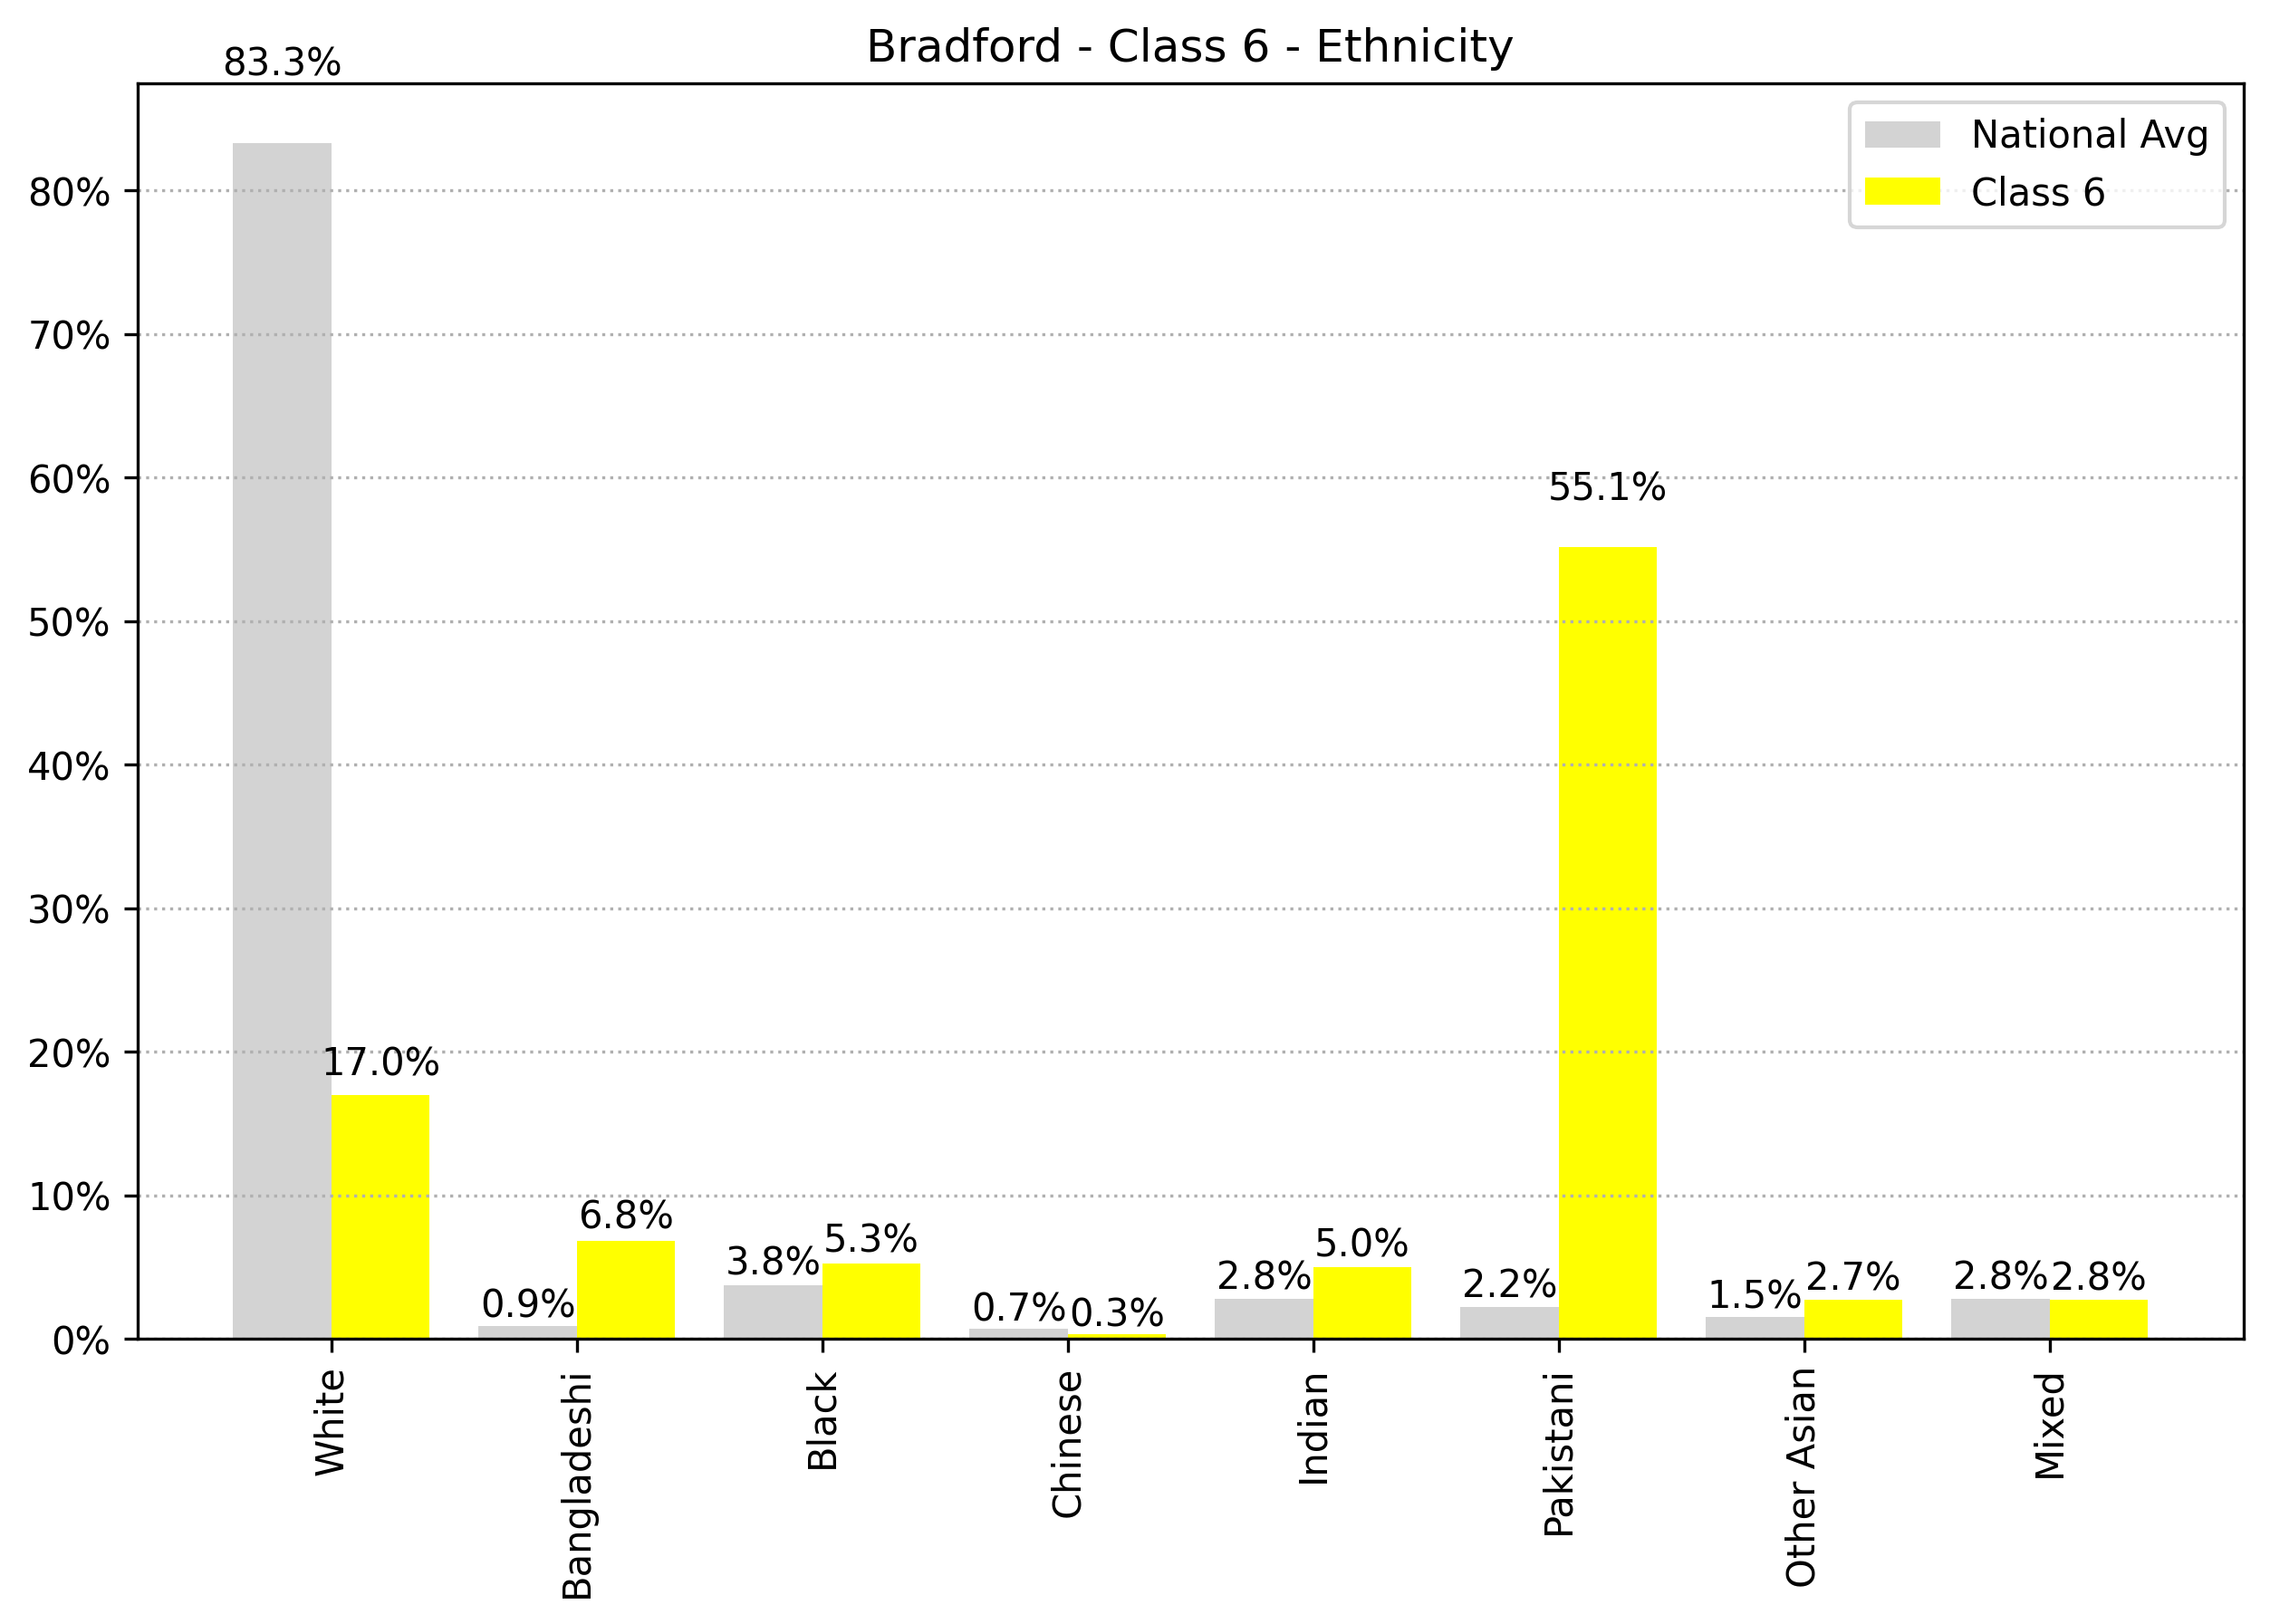 Bradford - Class 6 - Ethnicity
83.3%
National Avg
Class 6
80%
70%
60%
50%
40%
30%
20%
10%
0%
17.0%
0.9%
6.8%
3.8%
5.3%
0.7%
0.3%
2.8%
5.0%
2.2%
55.1%
1.5%
2.7%
2.8%
2.8%
White
Bangladeshi
Black
Chinese
Indian
Pakistani
Other Asian
Mixed